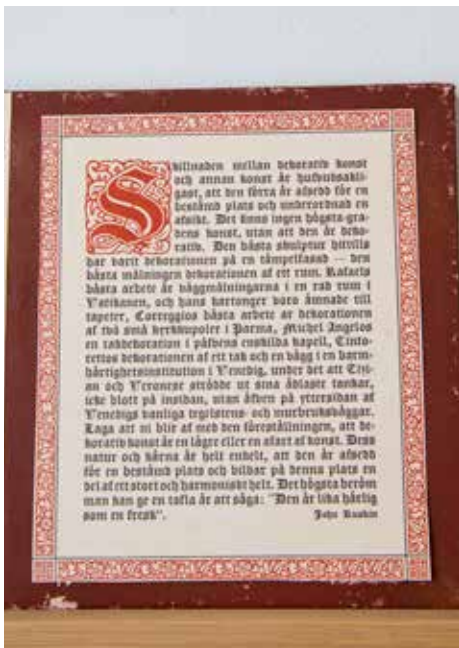 Skillnaden mellan dekorativ konst
och annan konst är hufvudsakli-
gast, att den förra är afsedd för en
bestämd plats och underordnad en
afsikt. Det finns ingen högsta-gra-
dens konst, utan att den är deko-
rativ. Den bästa skulptur hittills
har varit dekorationen på en tämpelfasad — den
bästa målningen dekorationen af ett rum. Rafaels
bästa arbete är väggmålningarna i en rad rum i
Vatikanen, och hans kartonger voro ämnade till
tapeter, Correggios bästa arbete är dekorationen
af två små kyrkkupoler i Parma, Michel Angelos
en takdekoration i påfvens enskilda kapell, Tinto-
rettos dekorationen af ett tak och en vägg i en barm-
härtighetsinstitution i Venedig, under det att Tizi-
an och Veronese strödde ut sina ädlaste tankar,
icke blott på insidan, utan äfven på yttersidan af
Venedigs vanliga tegelstens- och murbruksväggar.
Laga att ni blir af med den föreställningen, att de-
korativ konst är en lägre eller en afart af konst. Dess
natur och kärna är helt enkelt, att den är afsedd
för en bestämd plats och bildar på denna plats en
del af ett stort och harmoniskt helt. Det högsta beröm
man kan ge en tafla är att säga: "Den är lika härlig
som en fresk". John Ruskin